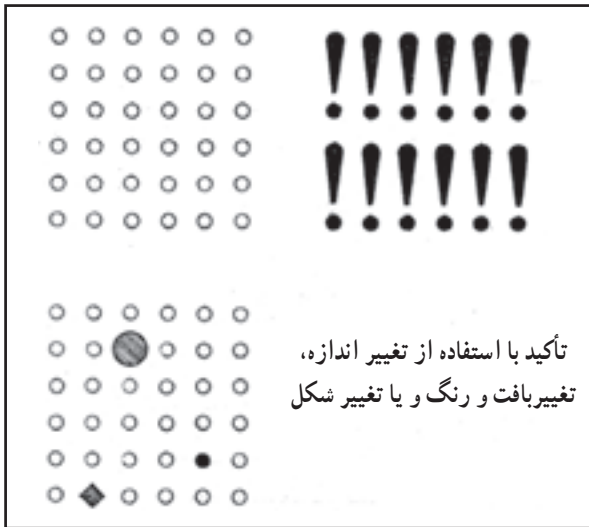 ! ! ! ! ! !
! ! ! ! ! !
تأکید با استفاده از تغییر اندازه،
تغییربافت و رنگ و یا تغییر شکل